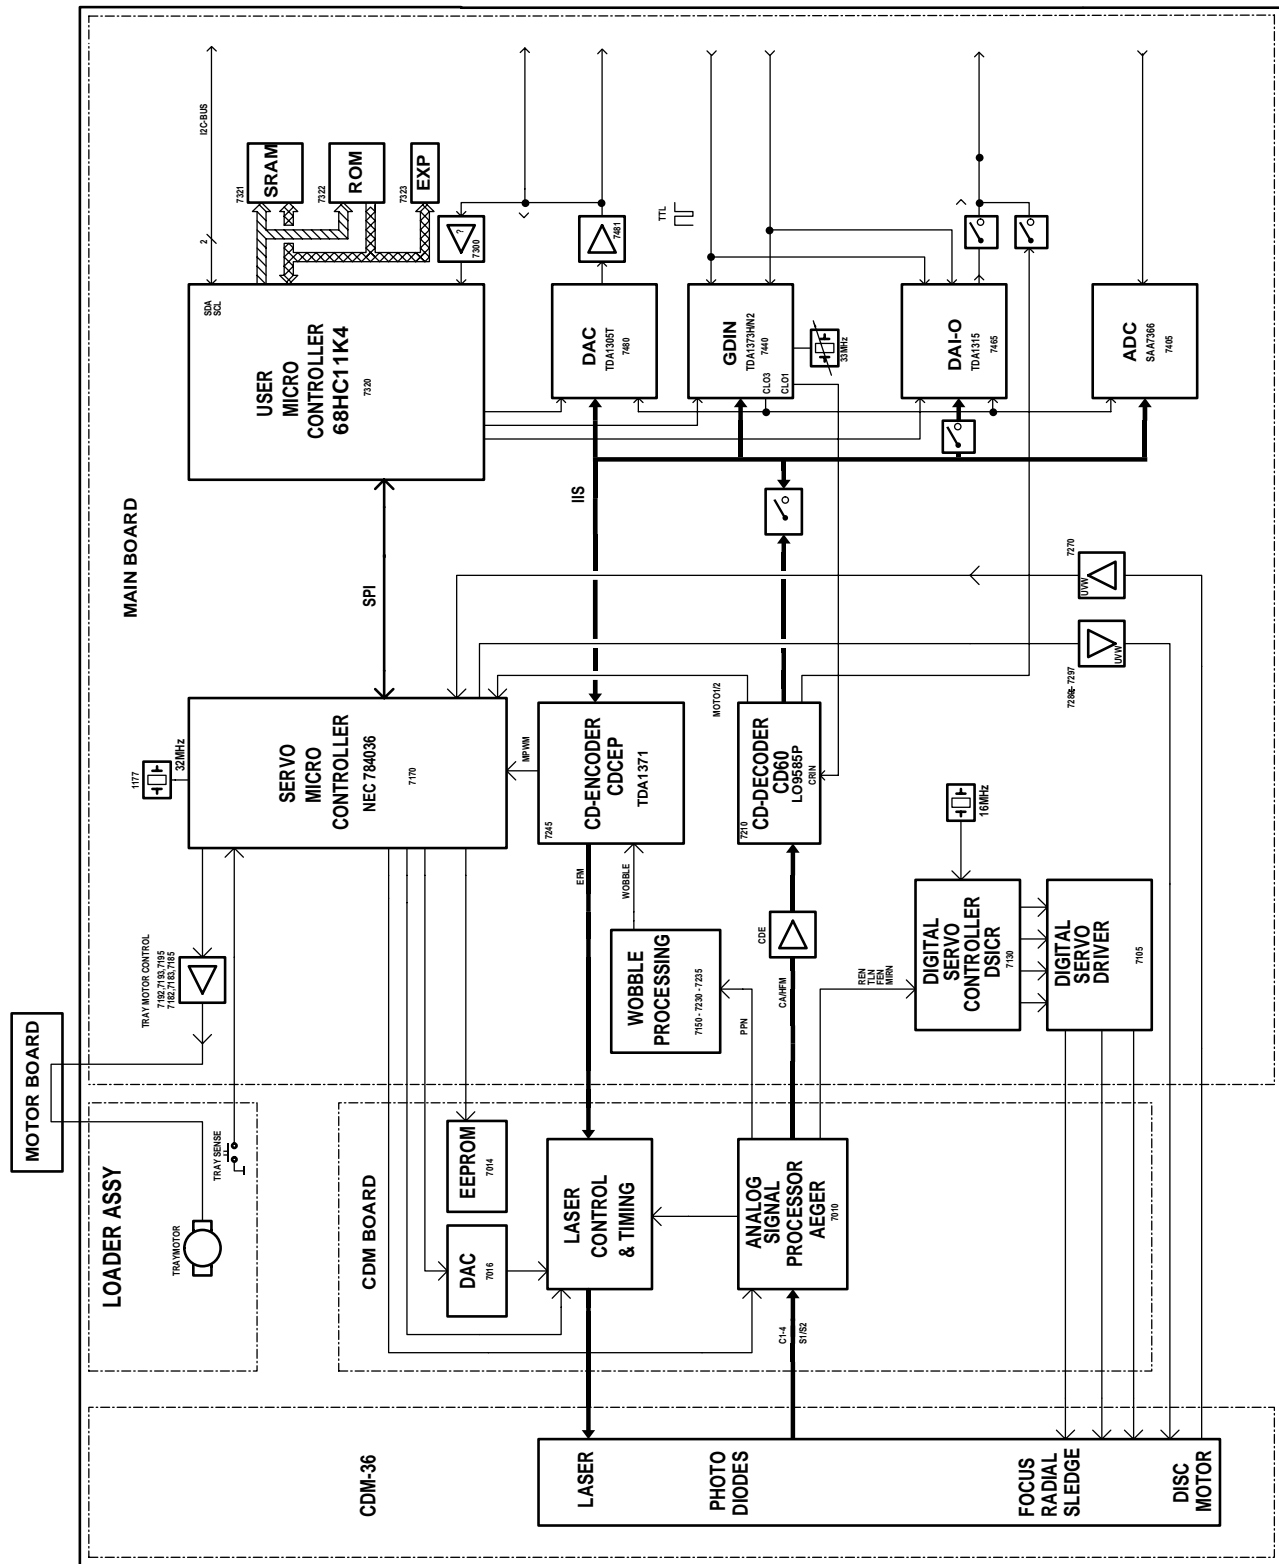 MAIN BOARD
I2C-BUS
2
SDA
SCL
USER
MICRO
CONTROLLER
68HC11K4
7320
7321
SRAM
7322
ROM
7323
EXP
?
7300
7481
DAC
TDA1305T
7480
TTL
GDIN
TDA1373H/N2
7440
CLO3
CLO1
33MHz
DAI-O
TDA1315
7465
ADC
SAA7366
7405
SPI
IIS
1177
32MHz
SERVO
MICRO
CONTROLLER
NEC 784036
7170
MPWM
7245
CD-ENCODER
CDCEP
TDA1371
MOTO1/2
7210
CD-DECODER
CD60
LO9585P
CRIN
7270
UVW
UVW
TRAY MOTOR CONTROL
7192,7193,7195
7182,7183,7185
EFM
WOBBLE
WOBBLE
PROCESSING
7150 - 7230 - 7235
PPN
CDE
CA/HFM
REN
TLN
FEN
MIRN
16MHz
DIGITAL
SERVO
CONTROLLER
DSICR
7130
DIGITAL
SERVO
DRIVER
7105
MOTOR BOARD
LOADER ASSY
TRAYMOTOR
TRAY SENSE
CDM BOARD
EEPROM
7014
DAC
7016
LASER
CONTROL
& TIMING
ANALOG
SIGNAL
PROCESSOR
AEGER
7010
C1-4
S1/S2
CDM-36
LASER
PHOTO
DIODES
FOCUS
RADIAL
SLEDGE
DISC
MOTOR